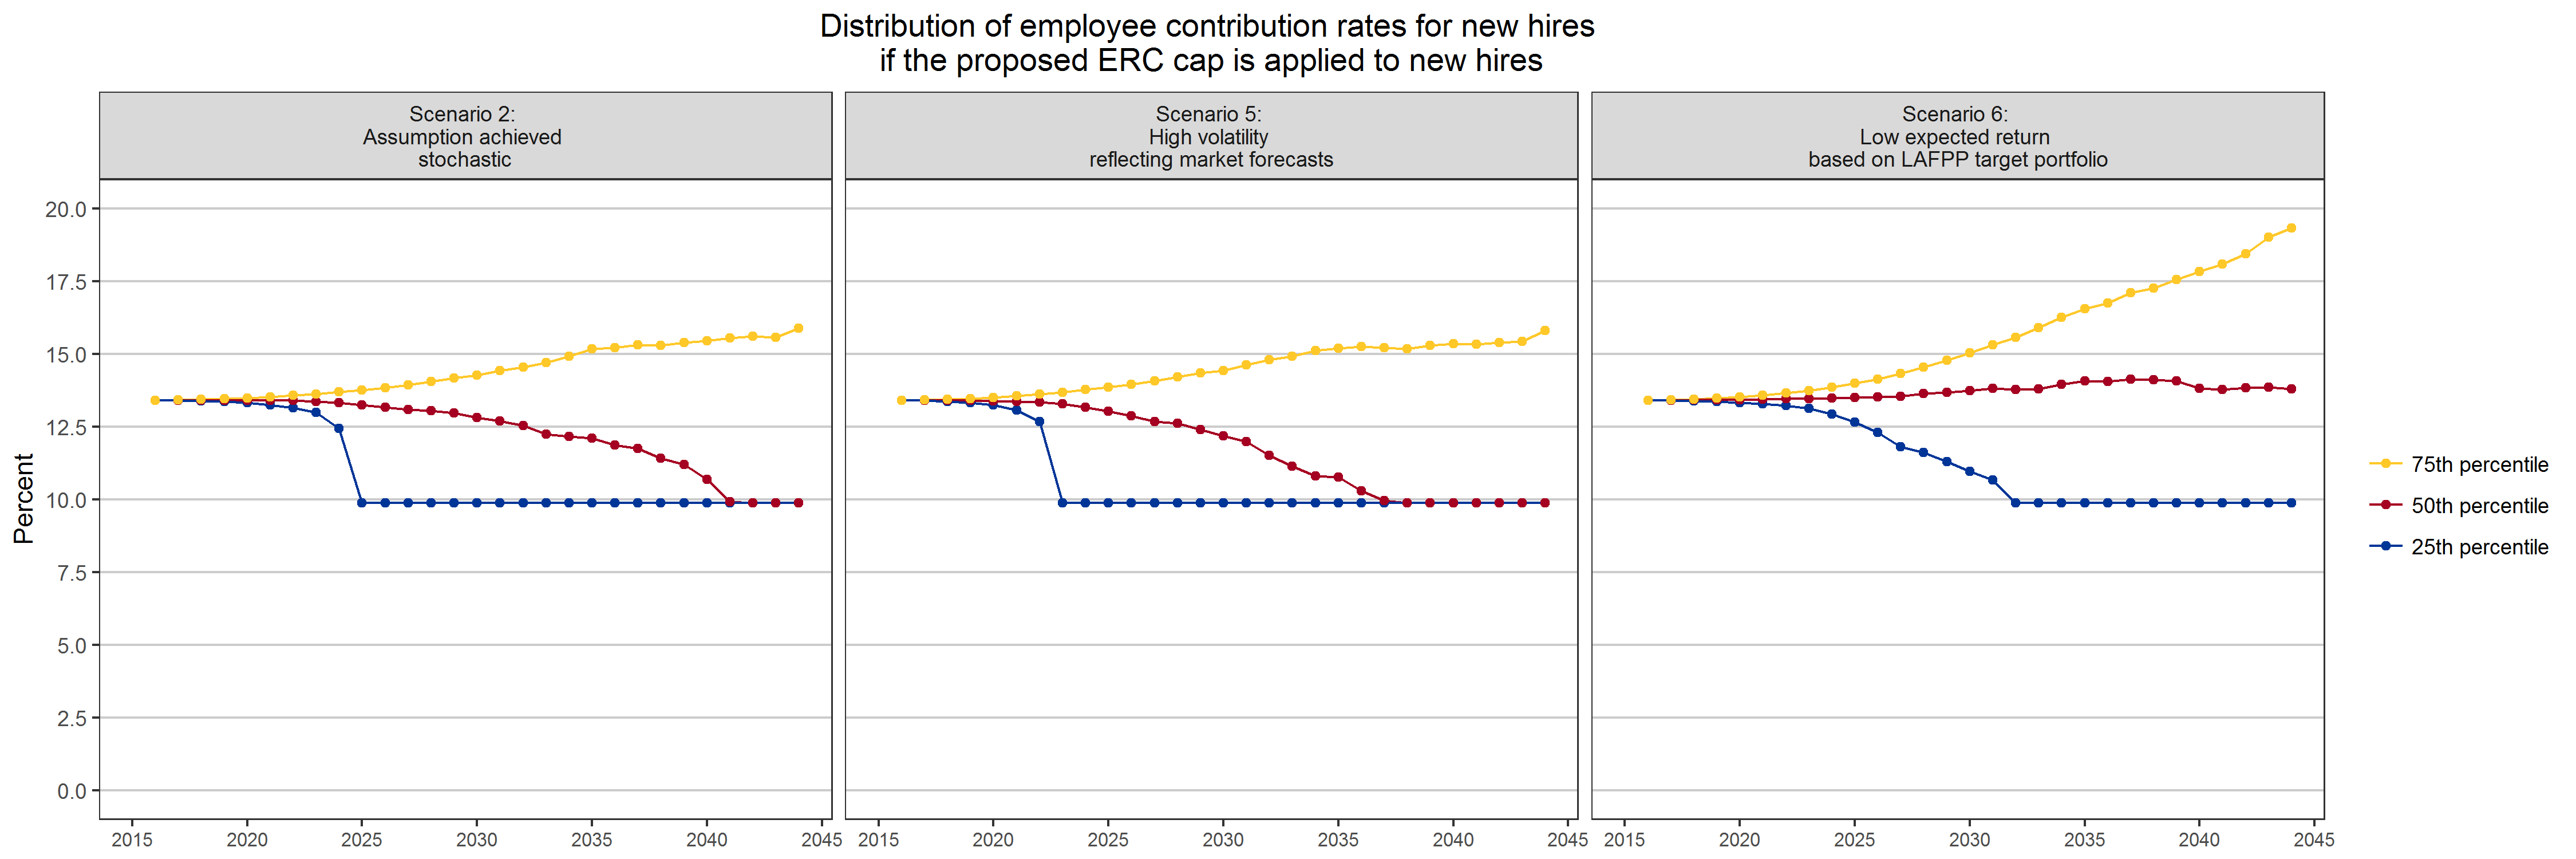 Distribution of employee contribution rates for new hires
if the proposed ERC cap is applied to new hires
Scenario 2:
Assumption achieved
stochastic
Scenario 5:
High volatility
reflecting market forecasts
Scenario 6:
Low expected return
based on LAFPP target portfolio
Percent
20.0
17.5
15.0
12.5
10.0
7.5
5.0
2.5
0.0
2015 2020 2025 2030 2035 2040 2045
2015 2020 2025 2030 2035 2040 2045
2015 2020 2025 2030 2035 2040 2045
75th percentile
50th percentile
25th percentile